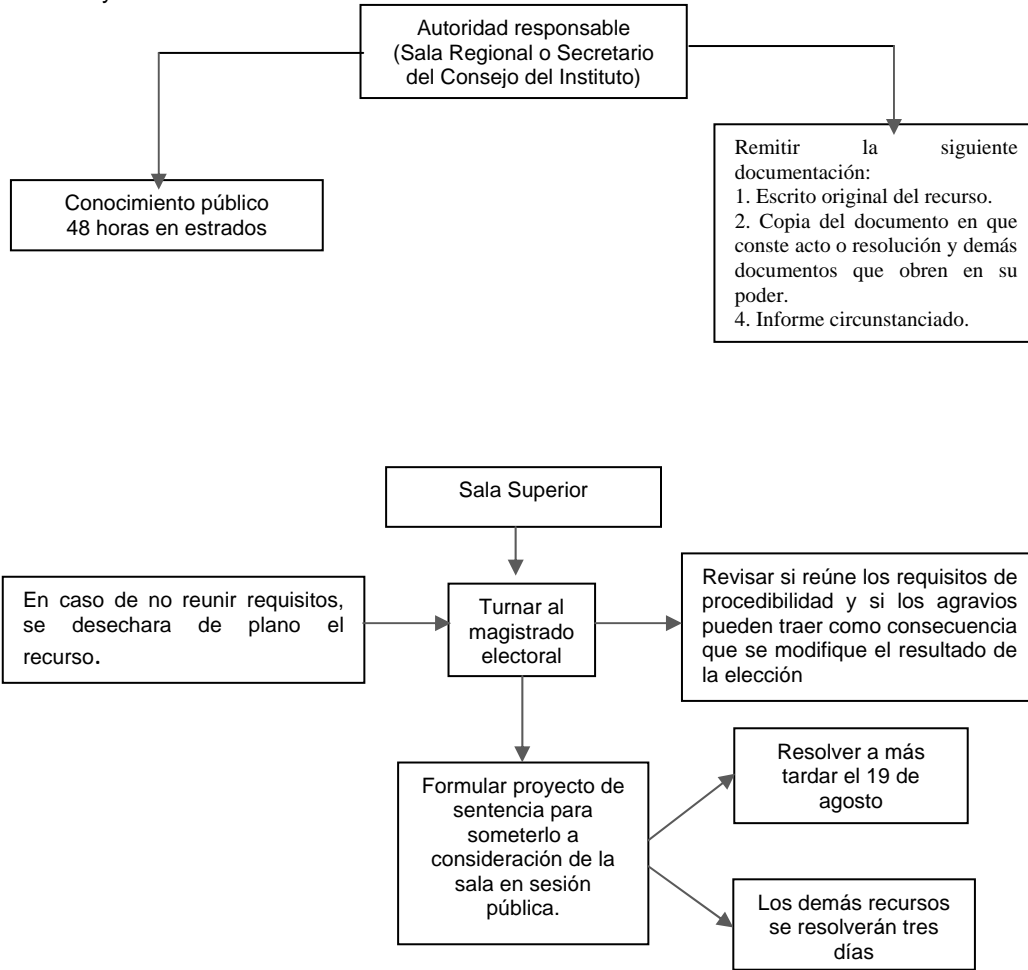 Autoridad responsable
(Sala Regional o Secretario
del Consejo del Instituto)
Conocimiento público
48 horas en estrados
Remitir la siguiente
documentación:
1. Escrito original del recurso.
2. Copia del documento en que
conste acto o resolución y demás
documentos que obren en su
poder.
4. Informe circunstanciado.
Sala Superior
En caso de no reunir requisitos,
se desechara de plano el
recurso.
Turnar al
magistrado
electoral
Revisar si reúne los requisitos de
procedibilidad y si los agravios
pueden traer como consecuencia
que se modifique el resultado de
la elección
Formular proyecto de
sentencia para
someterlo a
consideración de la
sala en sesión
pública.
Resolver a más
tardar el 19 de
agosto
Los demás recursos
se resolverán tres
días